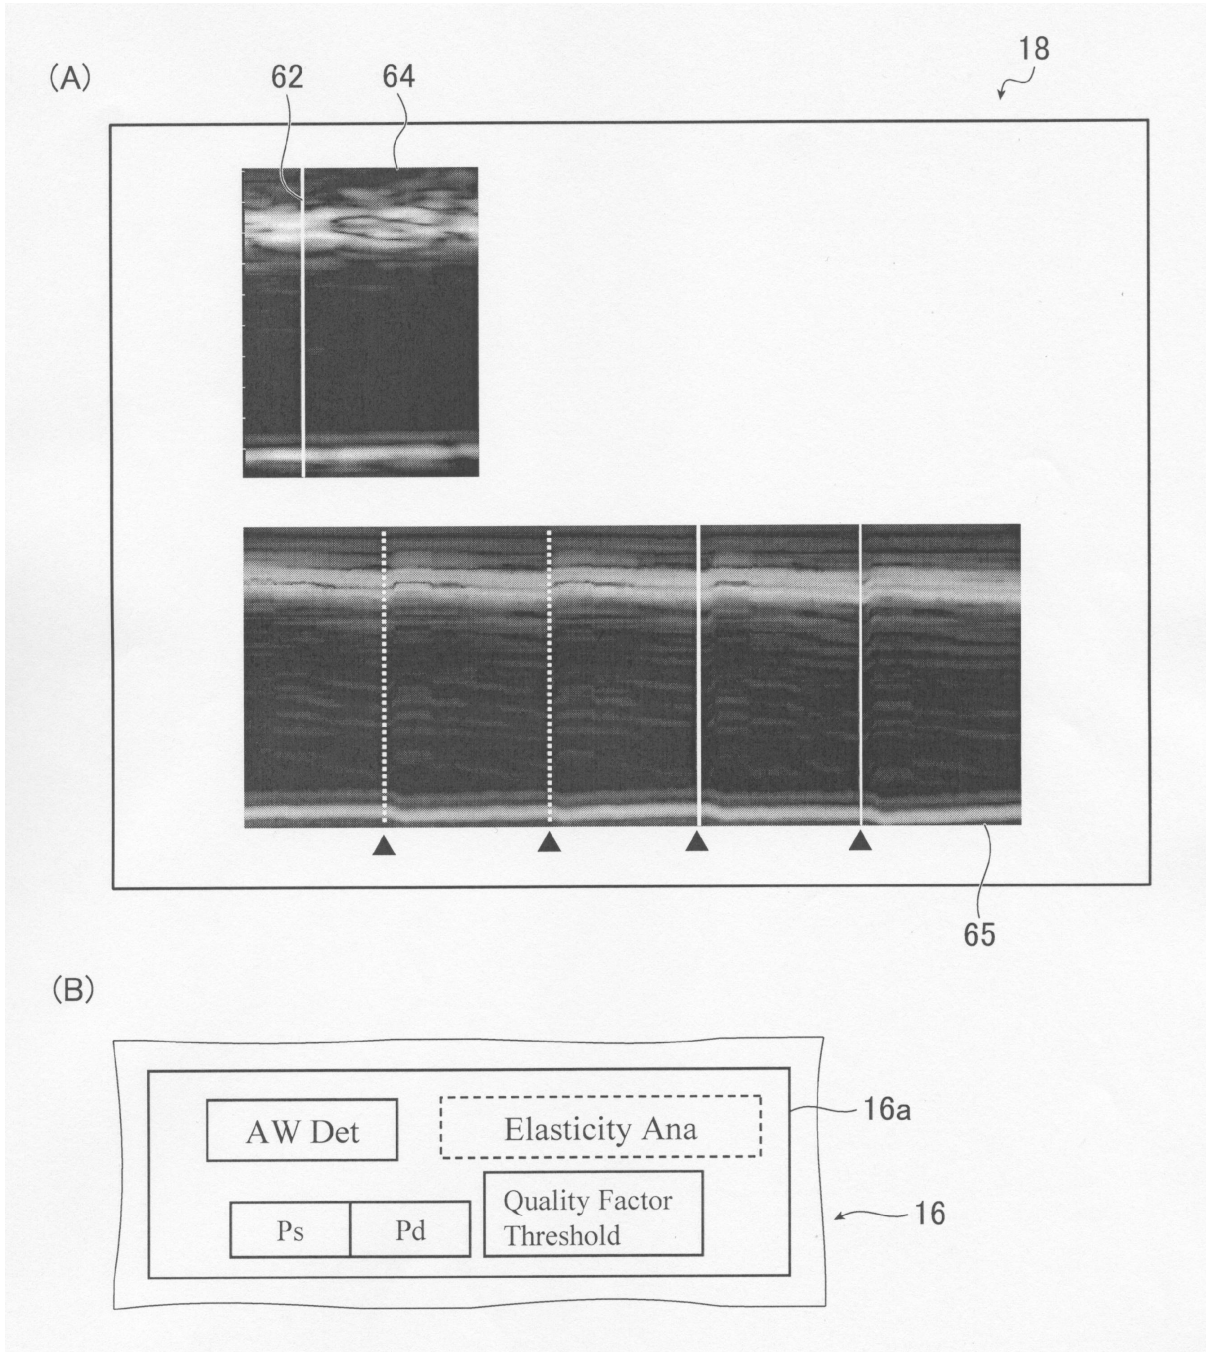 (A)
62
64
18
65
(B)
AW Det
Elasticity Ana
16a
Ps
Pd
Quality Factor
Threshold
16